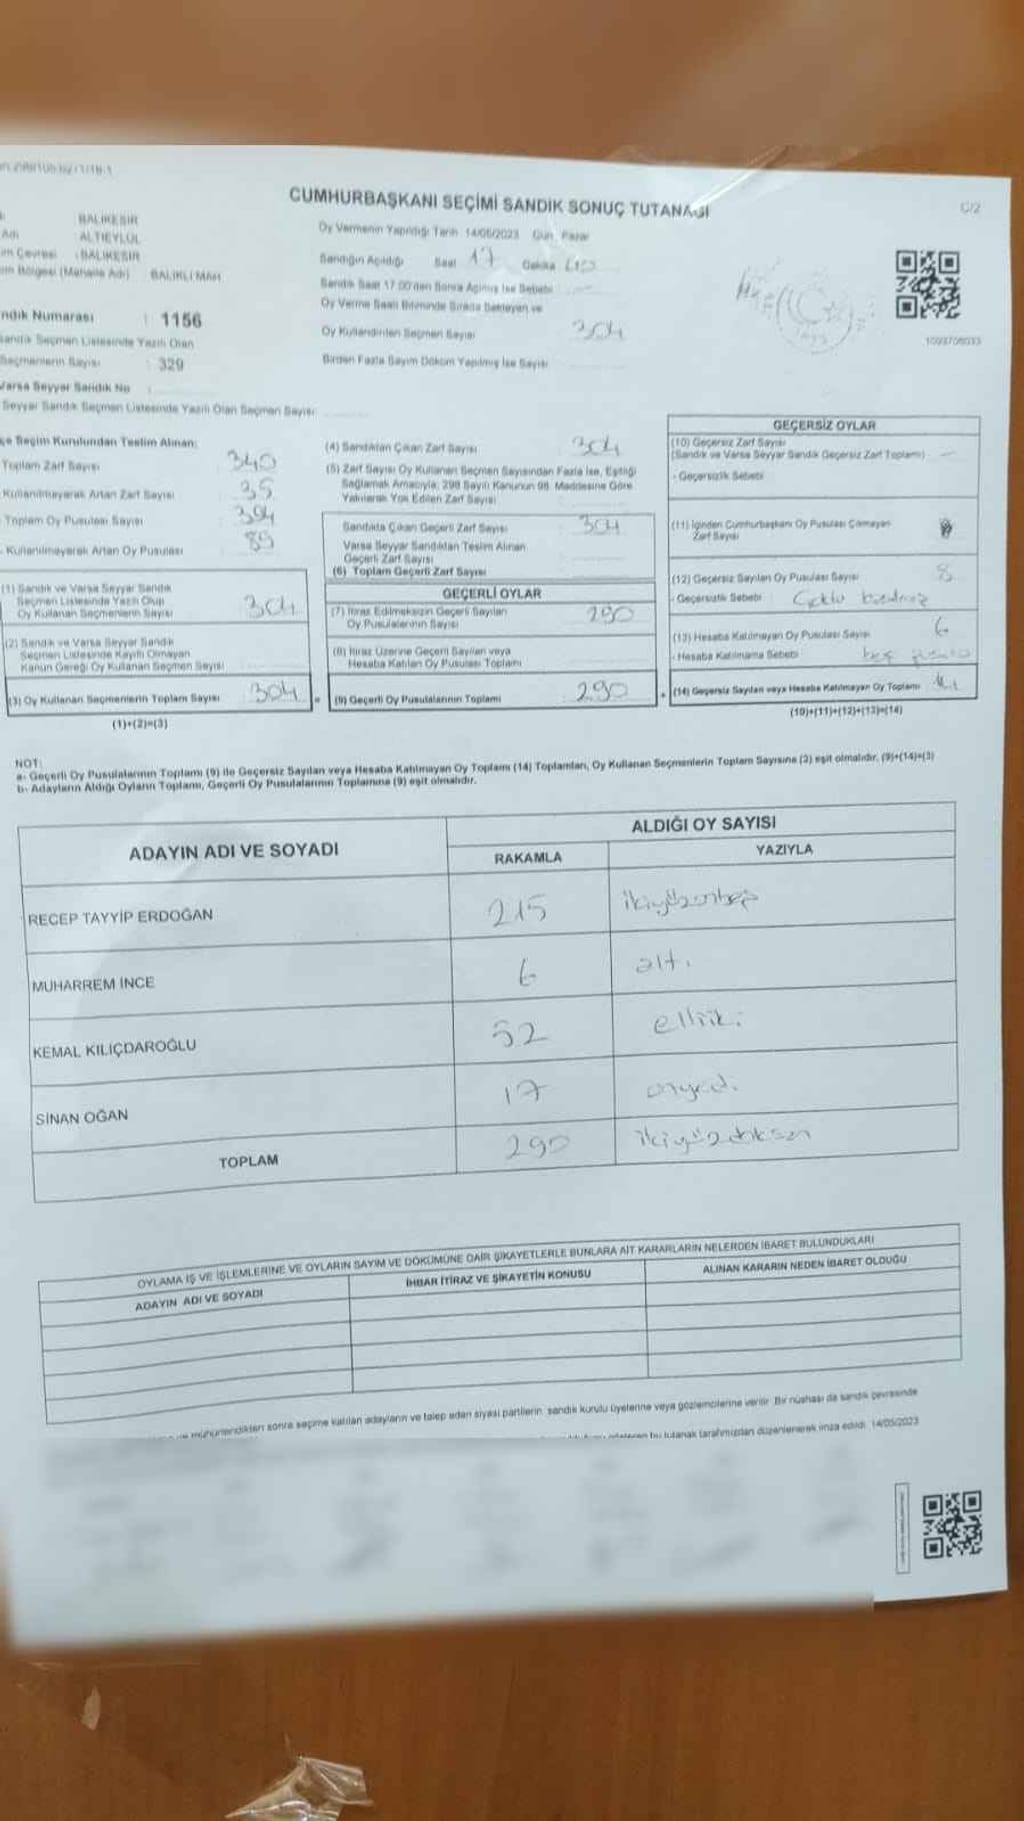 CUMHURBAŞKANI SEÇİMİ SANDIK SONUÇ TUTANAĞI
C/2
BALIKESİR
Adı ALTIEYLÜL
im Çevresi : BALIKESİR
im Bölgesi (Mahalle Adı) BALIKLI MAH.
ndık Numarası : 1156
Sandık Seçmen Listesinde Yazılı Olan
Seçmenlerin Sayısı : 329
Varsa Seyyar Sandık No
Seyyar Sandık Seçmen Listesinde Yazılı Olan Seçmen Sayısı
Oy Vermenin Yapıldığı Tarih 14/05/2023 Gün Pazar
Sandığın Açıldığı Saat 17 Dakika
Sandık Saat 17.00'den Sonra Açılmış İse Sebebi
Oy Verme Saati Bitiminde Sırada Bekleyen ve
Oy Kullandırılan Seçmen Sayısı 304
Birden Fazla Sayım Döküm Yapılmış İse Sayısı
çe Seçim Kurulundan Teslim Alınan:
Toplam Zarf Sayısı 340
Kullanılmayarak Artan Zarf Sayısı 35
Toplam Oy Pusulası Sayısı 394
Kullanılmayarak Artan Oy Pusulası 89
(1) Sandık ve Varsa Seyyar Sandık
Seçmen Listesinde Yazılı Olup
Oy Kullanan Seçmenlerin Sayısı 304
(2) Sandık ve Varsa Seyyar Sandık
Seçmen Listesinde Kayıtlı Olmayan
Kanun Gereği Oy Kullanan Seçmen Sayısı
(3) Oy Kullanan Seçmenlerin Toplam Sayısı 304
(1)+(2)=(3)
(4) Sandıktan Çıkan Zarf Sayısı 304
(5) Zarf Sayısı Oy Kullanan Seçmen Sayısından Fazla İse, Eşitliği
Sağlamak Amacıyla; 298 Sayılı Kanunun 98. Maddesine Göre
Yakılarak Yok Edilen Zarf Sayısı
Sandıkta Çıkan Geçerli Zarf Sayısı 304
Varsa Seyyar Sandıktan Teslim Alınan
Geçerli Zarf Sayısı
(6) Toplam Geçerli Zarf Sayısı
GEÇERLİ OYLAR
(7) İtiraz Edilmeksizin Geçerli Sayılan
Oy Pusulalarının Sayısı 290
(8) İtiraz Üzerine Geçerli Sayılan veya
Hesaba Katılan Oy Pusulası Toplamı
= (9) Geçerli Oy Pusulalarının Toplamı 290
GEÇERSİZ OYLAR
(10) Geçersiz Zarf Sayısı
(Sandık ve Varsa Seyyar Sandık Geçersiz Zarf Toplamı)
- Geçersizlik Sebebi
(11) İçinden Cumhurbaşkanı Oy Pusulası Çıkmayan
Zarf Sayısı
(12) Geçersiz Sayılan Oy Pusulası Sayısı 8
- Geçersizlik Sebebi :
(13) Hesaba Katılmayan Oy Pusulası Sayısı 6
- Hesaba Katılmama Sebebi boş
+ (14) Geçersiz Sayılan veya Hesaba Katılmayan Oy Toplamı
(10)+(11)+(12)+(13)=(14)
NOT:
a- Geçerli Oy Pusulalarının Toplamı (9) ile Geçersiz Sayılan veya Hesaba Katılmayan Oy Toplamı (14) Toplamları, Oy Kullanan Seçmenlerin Toplam Sayısına (3) eşit olmalıdır. (9)+(14)=(3)
b- Adayların Aldığı Oyların Toplamı, Geçerli Oy Pusulalarının Toplamına (9) eşit olmalıdır.
ADAYIN ADI VE SOYADI
ALDIĞI OY SAYISI
RAKAMLA YAZIYLA
RECEP TAYYİP ERDOĞAN 215 ikiyüzonbeş
MUHARREM İNCE 6 altı
KEMAL KILIÇDAROĞLU 52 elliiki
SİNAN OĞAN 17 onyedi
TOPLAM 290 ikiyüzdoksan
OYLAMA İŞ VE İŞLEMLERİNE VE OYLARIN SAYIM VE DÖKÜMÜNE DAİR ŞİKAYETLERLE BUNLARA AİT KARARLARIN NELERDEN İBARET BULUNDUKLARI
ADAYIN ADI VE SOYADI İHBAR İTİRAZ VE ŞİKAYETİN KONUSU ALINAN KARARIN NEDEN İBARET OLDUĞU
ve mühürlendikten sonra seçime katılan adayların ve talep eden siyasi partilerin sandık kurulu üyelerine veya gözlemcilerine verilir. Bir nüshası da sandık çevresinde
bu tutanak tarafımızdan düzenlenerek imza edildi. 14/05/2023